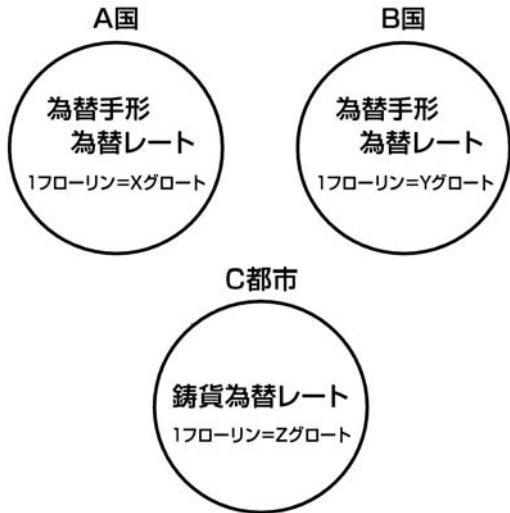 A国
為替手形
為替レート
1フローリン=Xグロート
B国
為替手形
為替レート
1フローリン=Yグロート
C都市
鋳貨為替レート
1フローリン=Zグロート